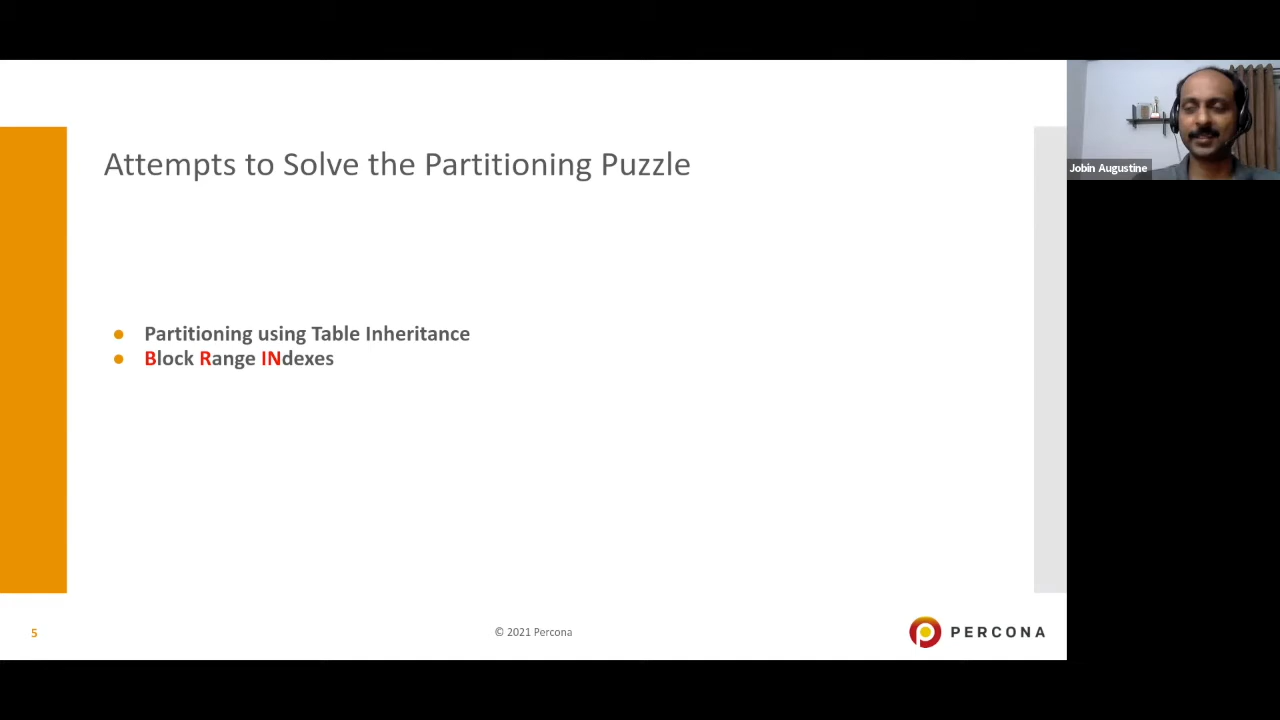 Attempts to Solve the Partitioning Puzzle
Jobin Augustine
● Partitioning using Table Inheritance
● Block Range INdexes
5
© 2021 Percona
PERCONA